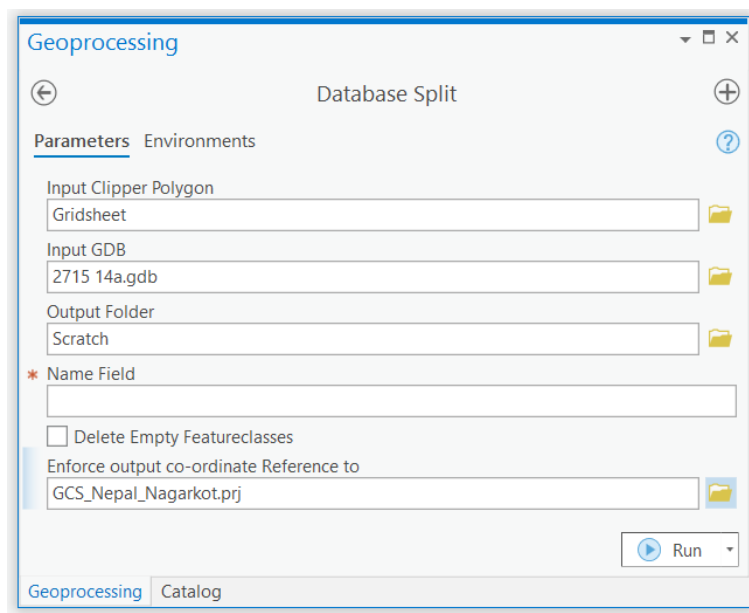 Geoprocessing
Database Split
Parameters Environments
?
Input Clipper Polygon
Gridsheet
Input GDB
2715 14a.gdb
Output Folder
Scratch
* Name Field
Delete Empty Featureclasses
Enforce output co-ordinate Reference to
GCS_Nepal_Nagarkot.prj
Run
Geoprocessing Catalog